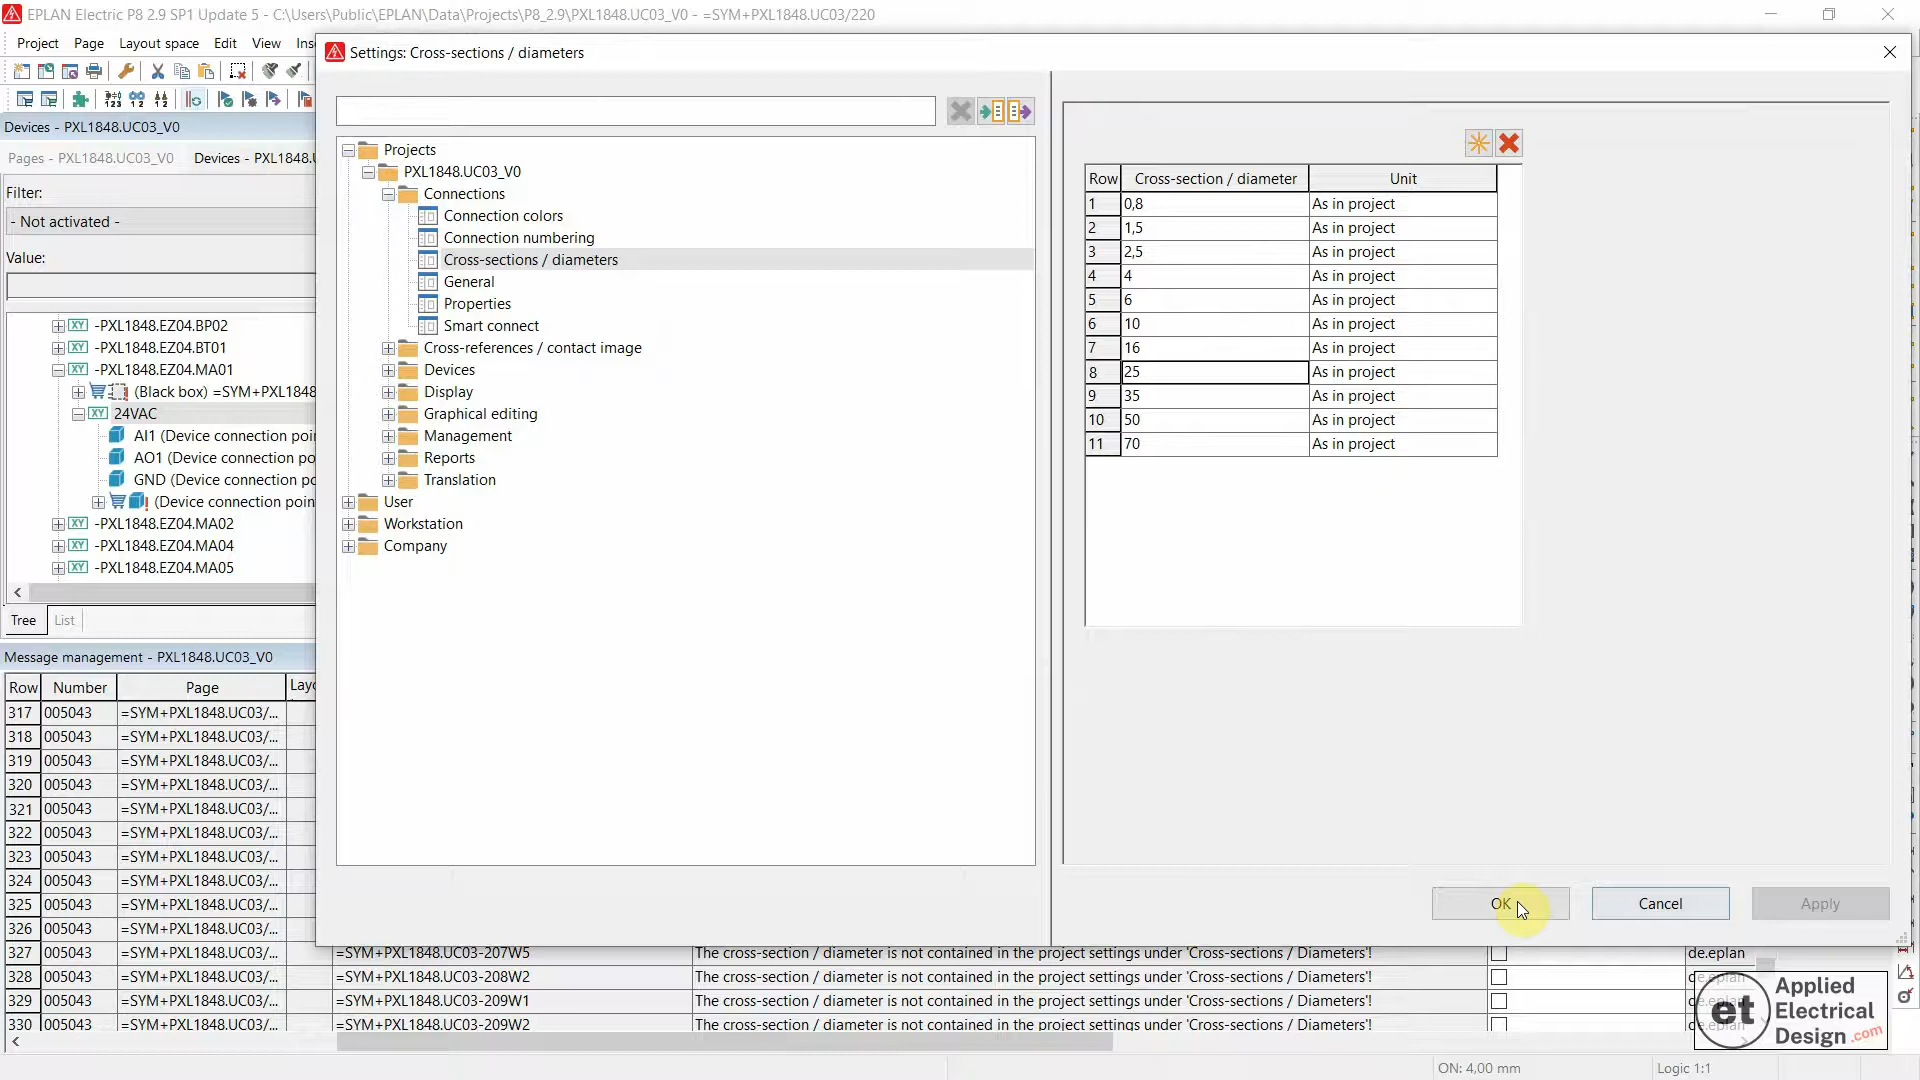 EPLAN Electric P8 2.9 SP1 Update 5 - C:\Users\Public\EPLAN\Data\Projects\P8_2.9\PXL1848.UC03_V0 - =SYM+PXL1848.UC03/220
Project Page Layout space Edit View Ins
Settings: Cross-sections / diameters
Devices - PXL1848.UC03_V0
Pages - PXL1848.UC03_V0 Devices - PXL1848.U
Filter:
- Not activated -
Value:
-PXL1848.EZ04.BP02
-PXL1848.EZ04.BT01
-PXL1848.EZ04.MA01
(Black box) =SYM+PXL1848
24VAC
AI1 (Device connection poi
AO1 (Device connection po
GND (Device connection po
(Device connection poin
-PXL1848.EZ04.MA02
-PXL1848.EZ04.MA04
-PXL1848.EZ04.MA05
Tree List
Projects
PXL1848.UC03_V0
Connections
Connection colors
Connection numbering
Cross-sections / diameters
General
Properties
Smart connect
Cross-references / contact image
Devices
Display
Graphical editing
Management
Reports
Translation
User
Workstation
Company
Row Cross-section / diameter Unit
1 0,8 As in project
2 1,5 As in project
3 2,5 As in project
4 4 As in project
5 6 As in project
6 10 As in project
7 16 As in project
8 25 As in project
9 35 As in project
10 50 As in project
11 70 As in project
OK Cancel Apply
Message management - PXL1848.UC03_V0
Row Number Page Layo
317 005043 =SYM+PXL1848.UC03/...
318 005043 =SYM+PXL1848.UC03/...
319 005043 =SYM+PXL1848.UC03/...
320 005043 =SYM+PXL1848.UC03/...
321 005043 =SYM+PXL1848.UC03/...
322 005043 =SYM+PXL1848.UC03/...
323 005043 =SYM+PXL1848.UC03/...
324 005043 =SYM+PXL1848.UC03/...
325 005043 =SYM+PXL1848.UC03/...
326 005043 =SYM+PXL1848.UC03/...
327 005043 =SYM+PXL1848.UC03/... =SYM+PXL1848.UC03-207W5 The cross-section / diameter is not contained in the project settings under 'Cross-sections / Diameters'! de.eplan
328 005043 =SYM+PXL1848.UC03/... =SYM+PXL1848.UC03-208W2 The cross-section / diameter is not contained in the project settings under 'Cross-sections / Diameters'!
329 005043 =SYM+PXL1848.UC03/... =SYM+PXL1848.UC03-209W1 The cross-section / diameter is not contained in the project settings under 'Cross-sections / Diameters'!
330 005043 =SYM+PXL1848.UC03/... =SYM+PXL1848.UC03-209W2 The cross-section / diameter is not contained in the project settings under 'Cross-sections / Diameters'!
et Applied
Electrical
Design.com
ON: 4,00 mm Logic 1:1